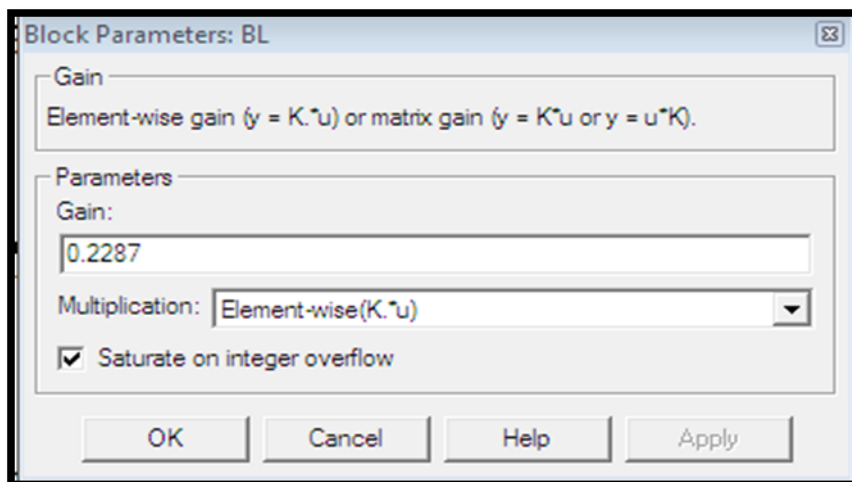 Block Parameters: BL
Gain
Element-wise gain (y = K.*u) or matrix gain (y = K*u or y = u*K).
Parameters
Gain:
0.2287
Multiplication: Element-wise(K.*u)
Saturate on integer overflow
OK Cancel Help Apply